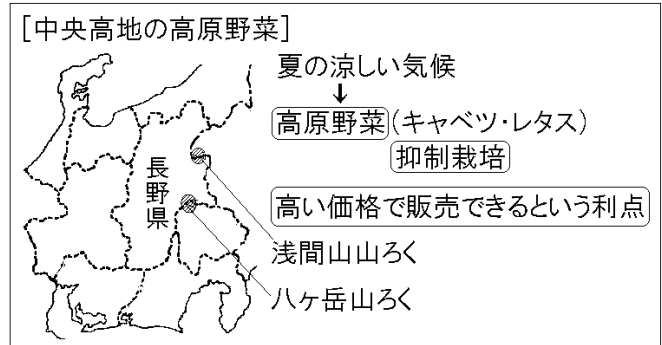 [中央高地の高原野菜]
夏の涼しい気候
↓
高原野菜(キャベツ・レタス)
抑制栽培
高い価格で販売できるという利点
長野県
浅間山山ろく
八ヶ岳山ろく